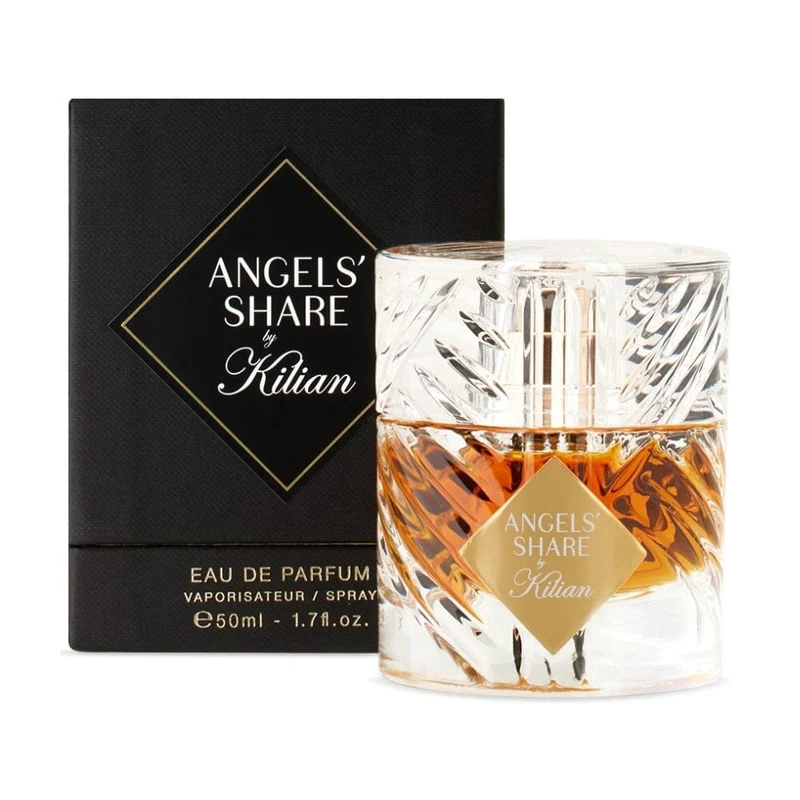 ANGELS'
SHARE
by
Kilian
EAU DE PARFUM
VAPORISATEUR / SPRAY
℮50ml - 1.7fl.oz.
ANGELS'
SHARE
by
Kilian